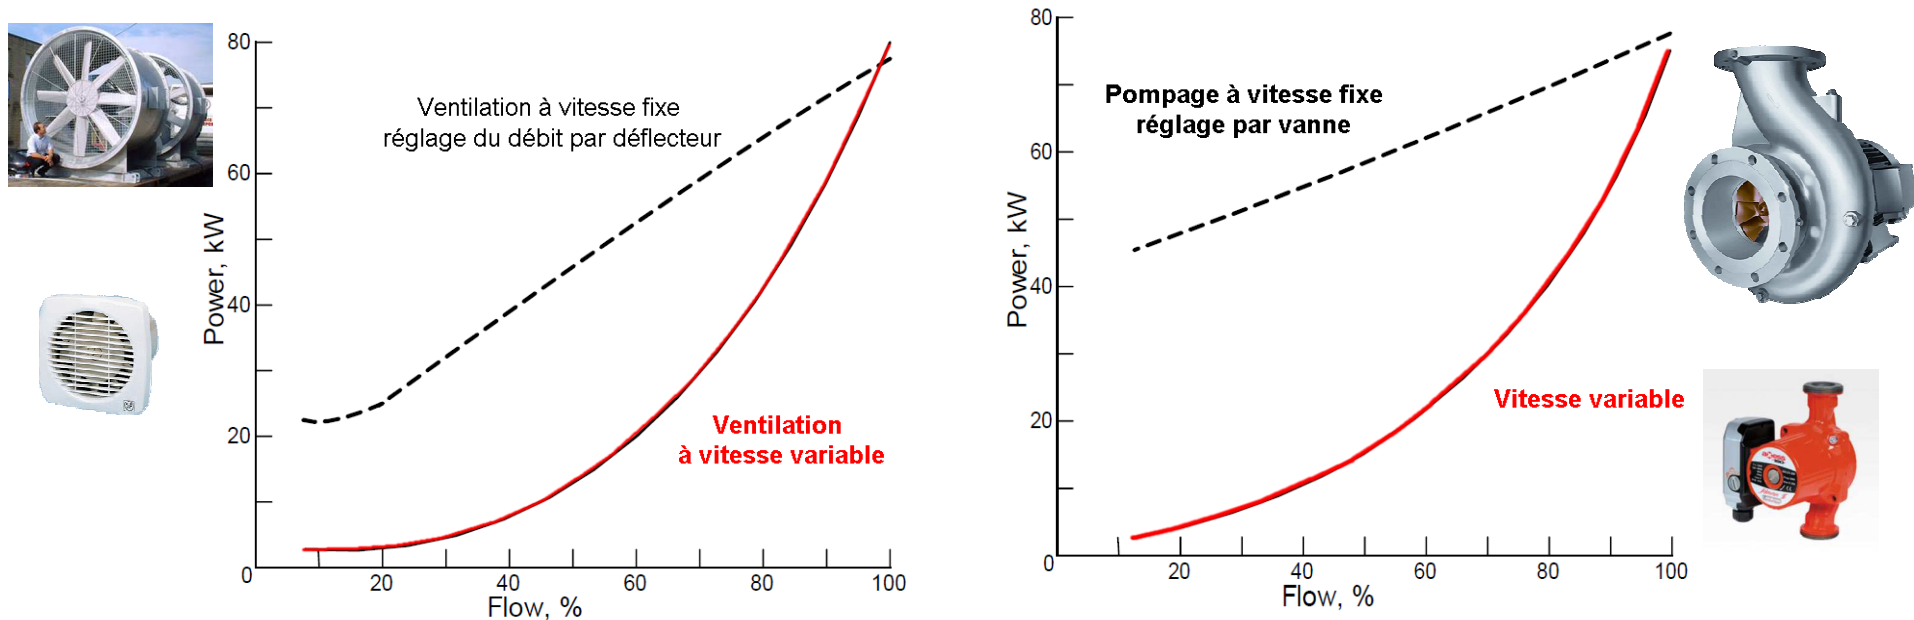 80
60
40
20
0
Power, kW
Ventilation à vitesse fixe
réglage du débit par déflecteur
Ventilation
à vitesse variable
20
40
60
80
100
Flow, %
80
60
40
20
0
Power, kW
Pompage à vitesse fixe
réglage par vanne
Vitesse variable
20
40
60
80
100
Flow, %